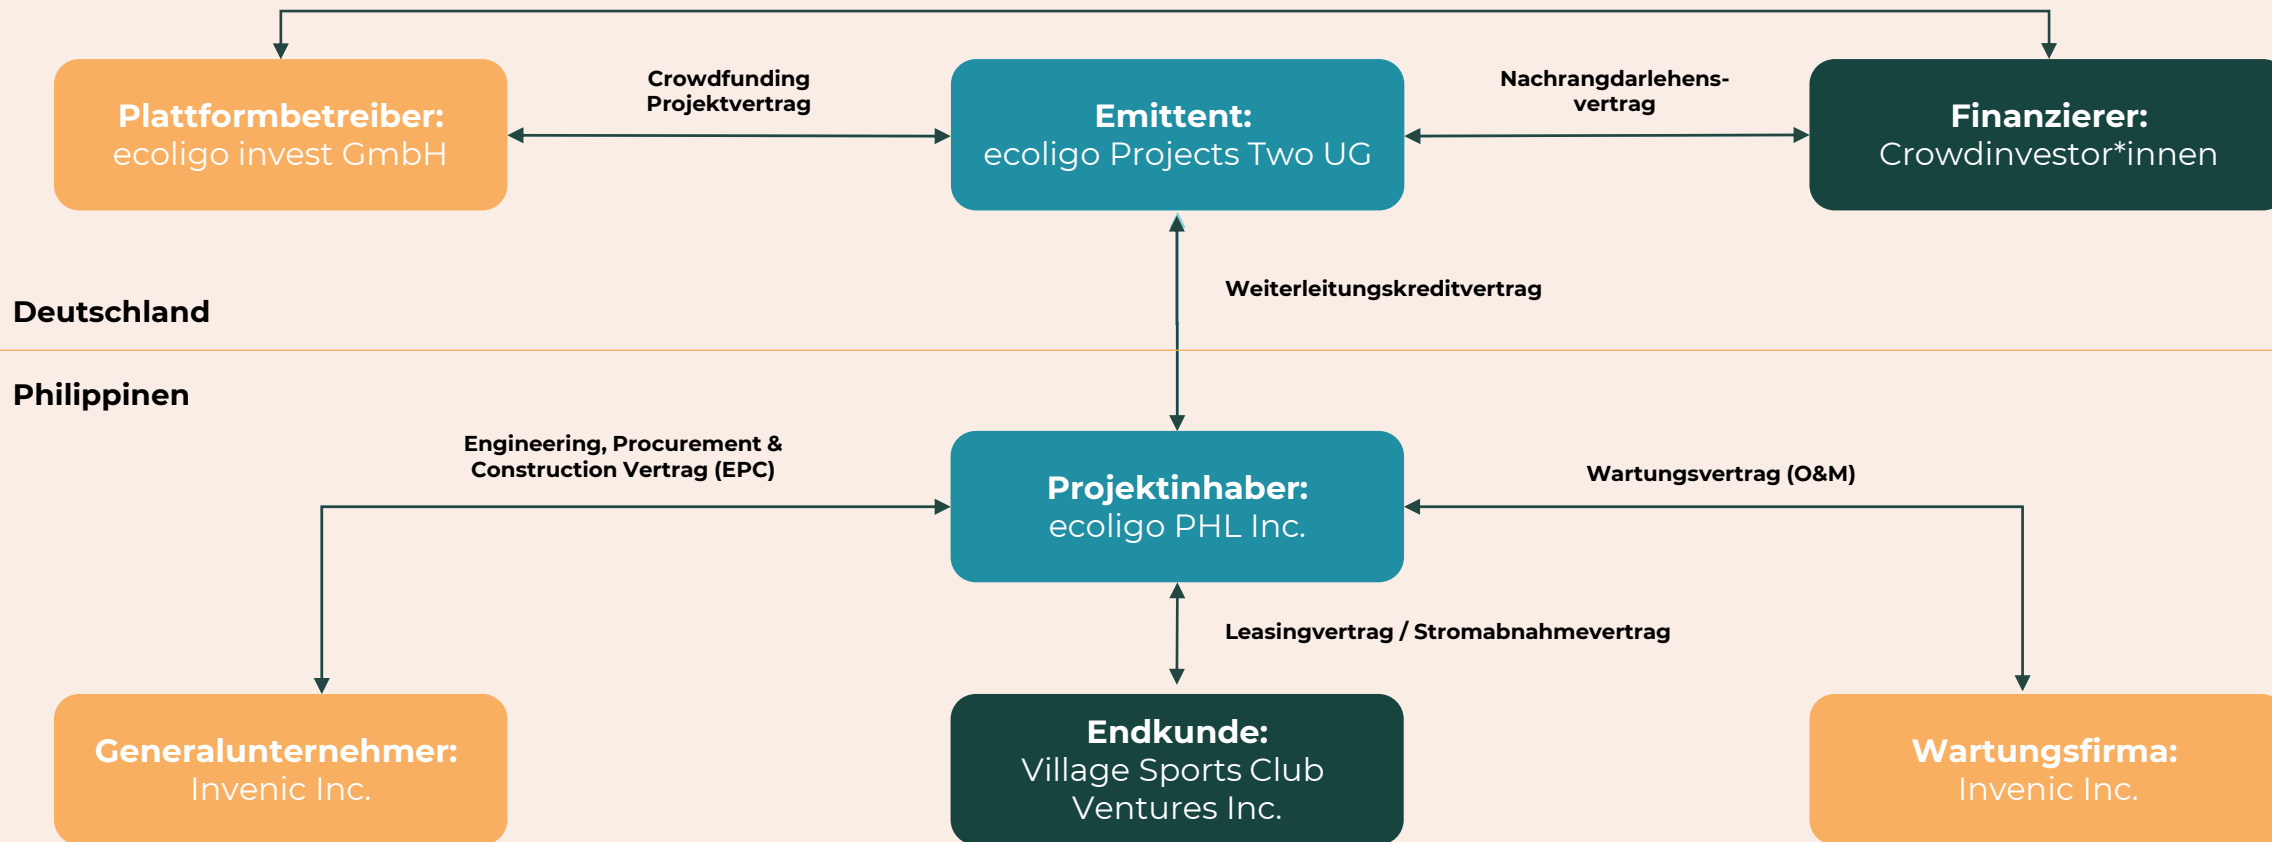 Plattformbetreiber:
ecoligo invest GmbH
Crowdfunding
Projektvertrag
Emittent:
ecoligo Projects Two UG
Nachrangdarlehens-
vertrag
Finanzierer:
Crowdinvestor*innen
Weiterleitungskreditvertrag
Deutschland
Philippinen
Engineering, Procurement &
Construction Vertrag (EPC)
Projektinhaber:
ecoligo PHL Inc.
Wartungsvertrag (O&M)
Leasingvertrag / Stromabnahmevertrag
Generalunternehmer:
Invenic Inc.
Endkunde:
Village Sports Club
Ventures Inc.
Wartungsfirma:
Invenic Inc.